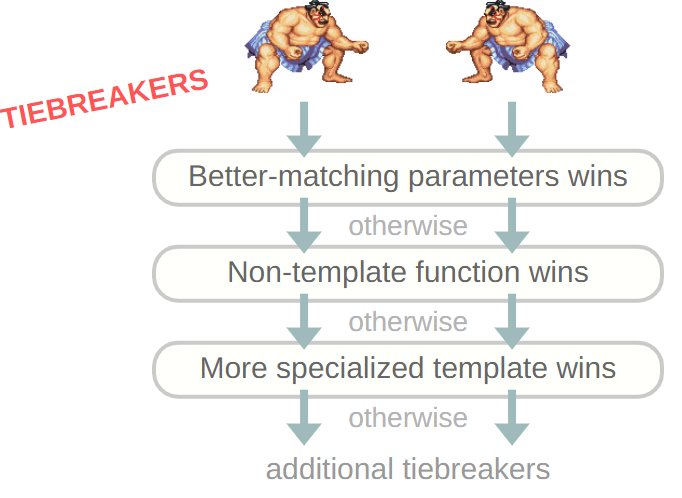 TIEBREAKERS
Better-matching parameters wins
otherwise
Non-template function wins
otherwise
More specialized template wins
otherwise
additional tiebreakers